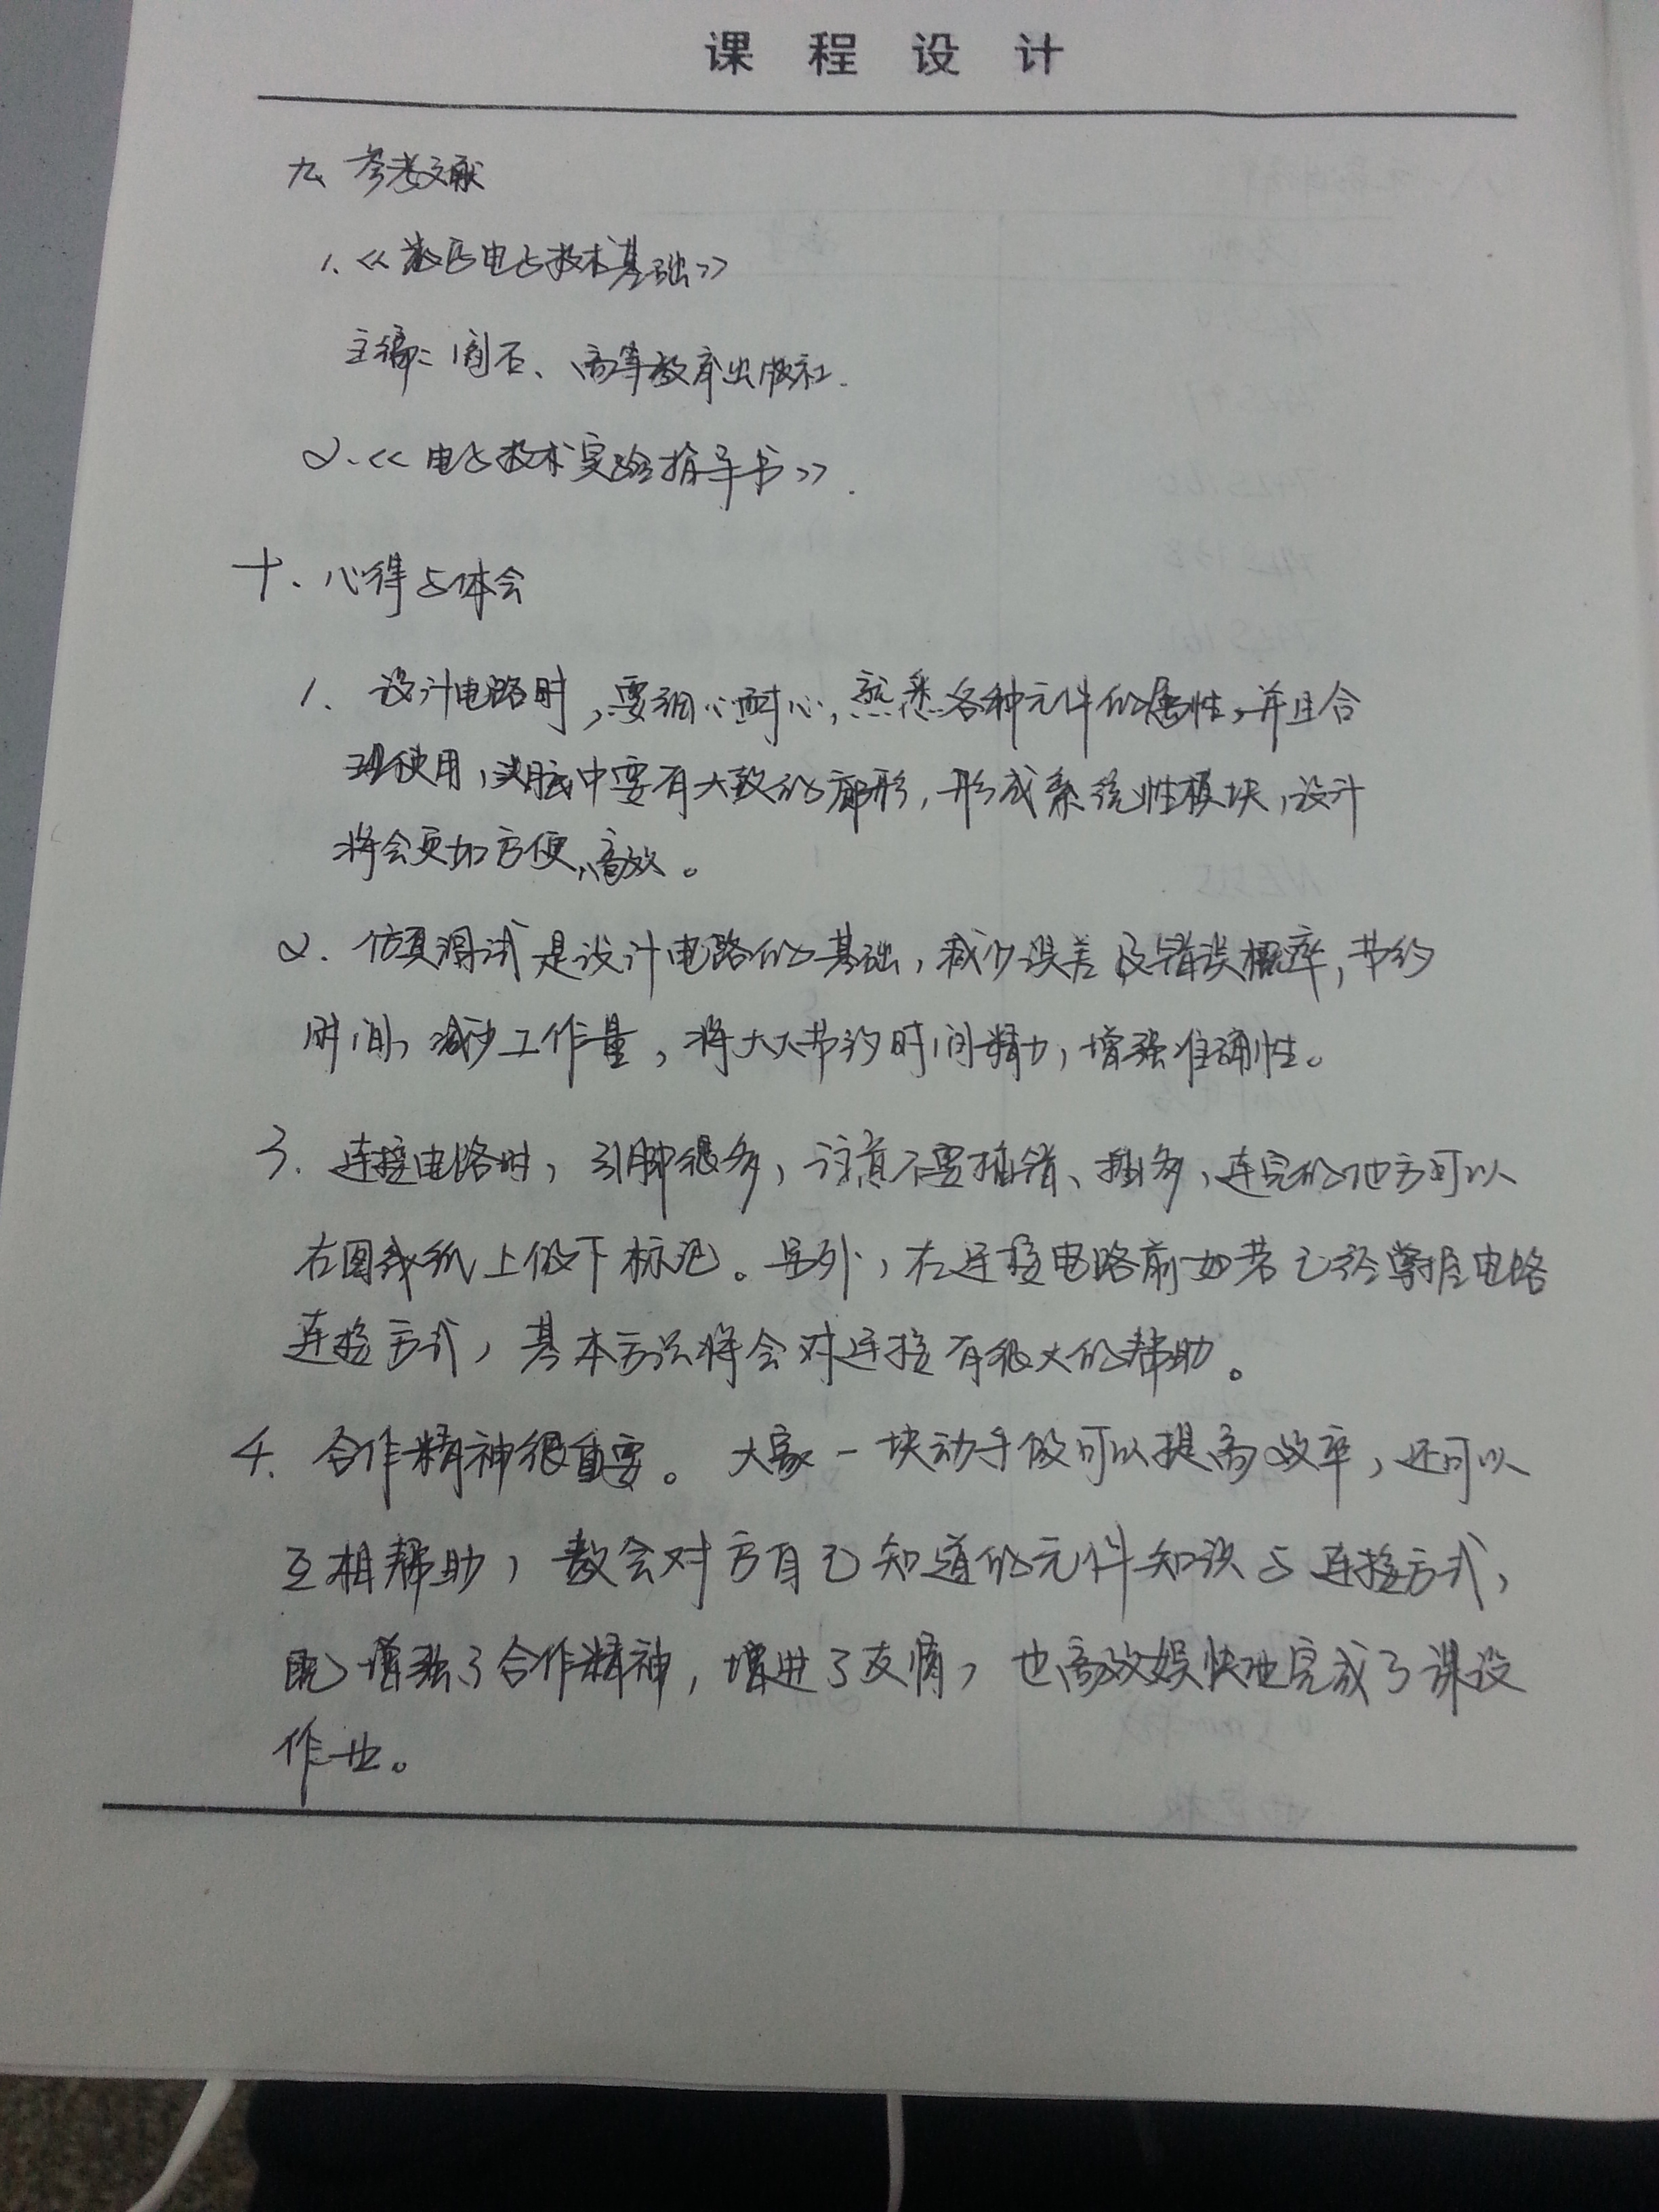 课程设计
九、参考文献
1、《数字电子技术基础》
主编：阎石、高等教育出版社.
2、《电子技术实验指导书》.
十、心得与体会
1、设计电路时,要细心耐心,熟悉各种元件的属性,并且合
理使用,头脑中要有大致的廓形,形成系统性模块,设计
将会更加方便、高效。
2、仿真测试是设计电路的基础,减少误差及错误概率,节约
时间,减少工作量,将大大节约时间精力,增强准确性。
3、连接电路时,引脚很多,注意不要插错、插多,连完的地方可以
在图线纸上做下标记。另外,在连接电路前如若已经掌握电路
连接方式,基本方法将会对连接有很大的帮助。
4、合作精神很重要。大家一块动手做可以提高效率,还可以
互相帮助,教会对方自己知道的元件知识与连接方式,
既增强了合作精神,增进了友情,也高效娱快地完成了课设
作业。